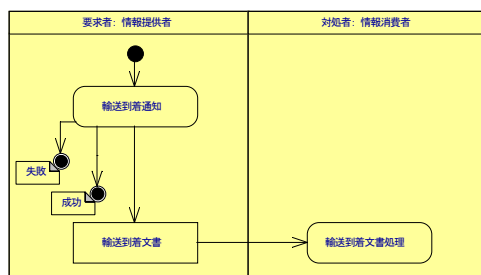 要求者: 情報提供者
対処者: 情報消費者
輸送到着通知
失敗
成功
輸送到着文書
輸送到着文書処理